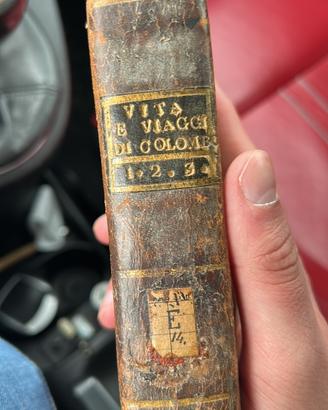 VITA
E VIAGGI
DI COLOMB
1. 2. 3.
E